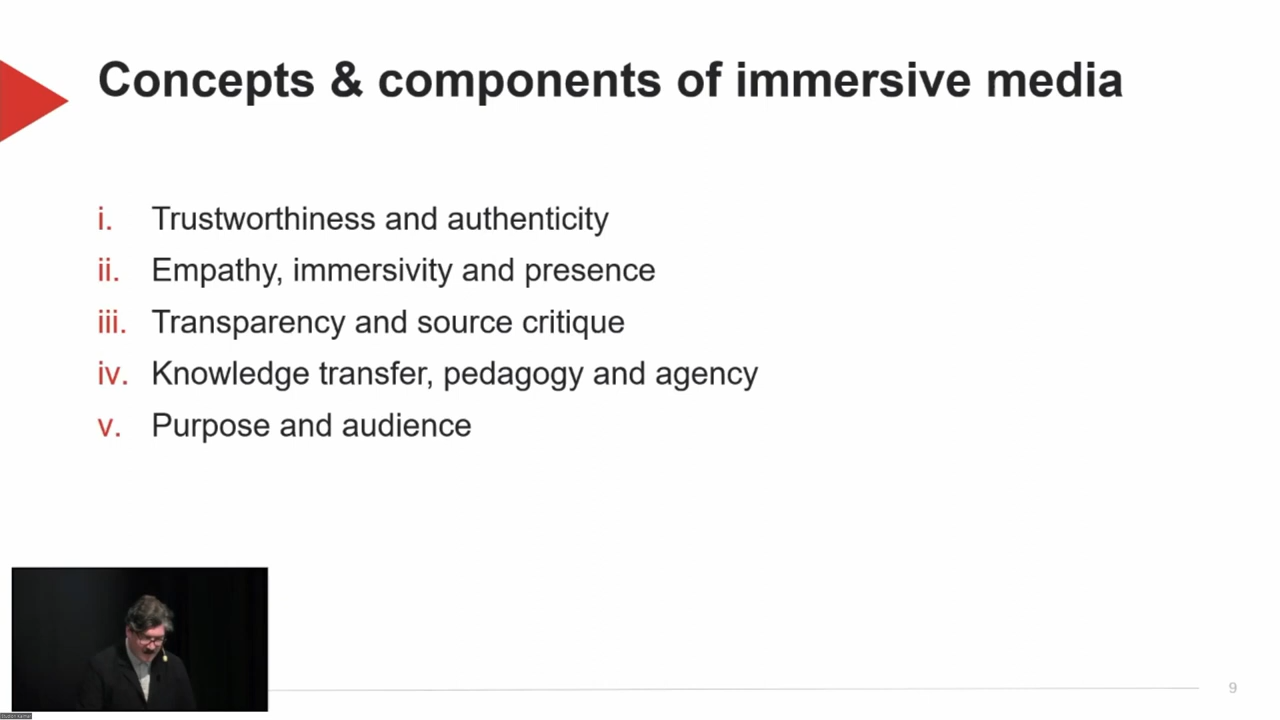 Concepts & components of immersive media
i. Trustworthiness and authenticity
ii. Empathy, immersivity and presence
iii. Transparency and source critique
iv. Knowledge transfer, pedagogy and agency
v. Purpose and audience
9